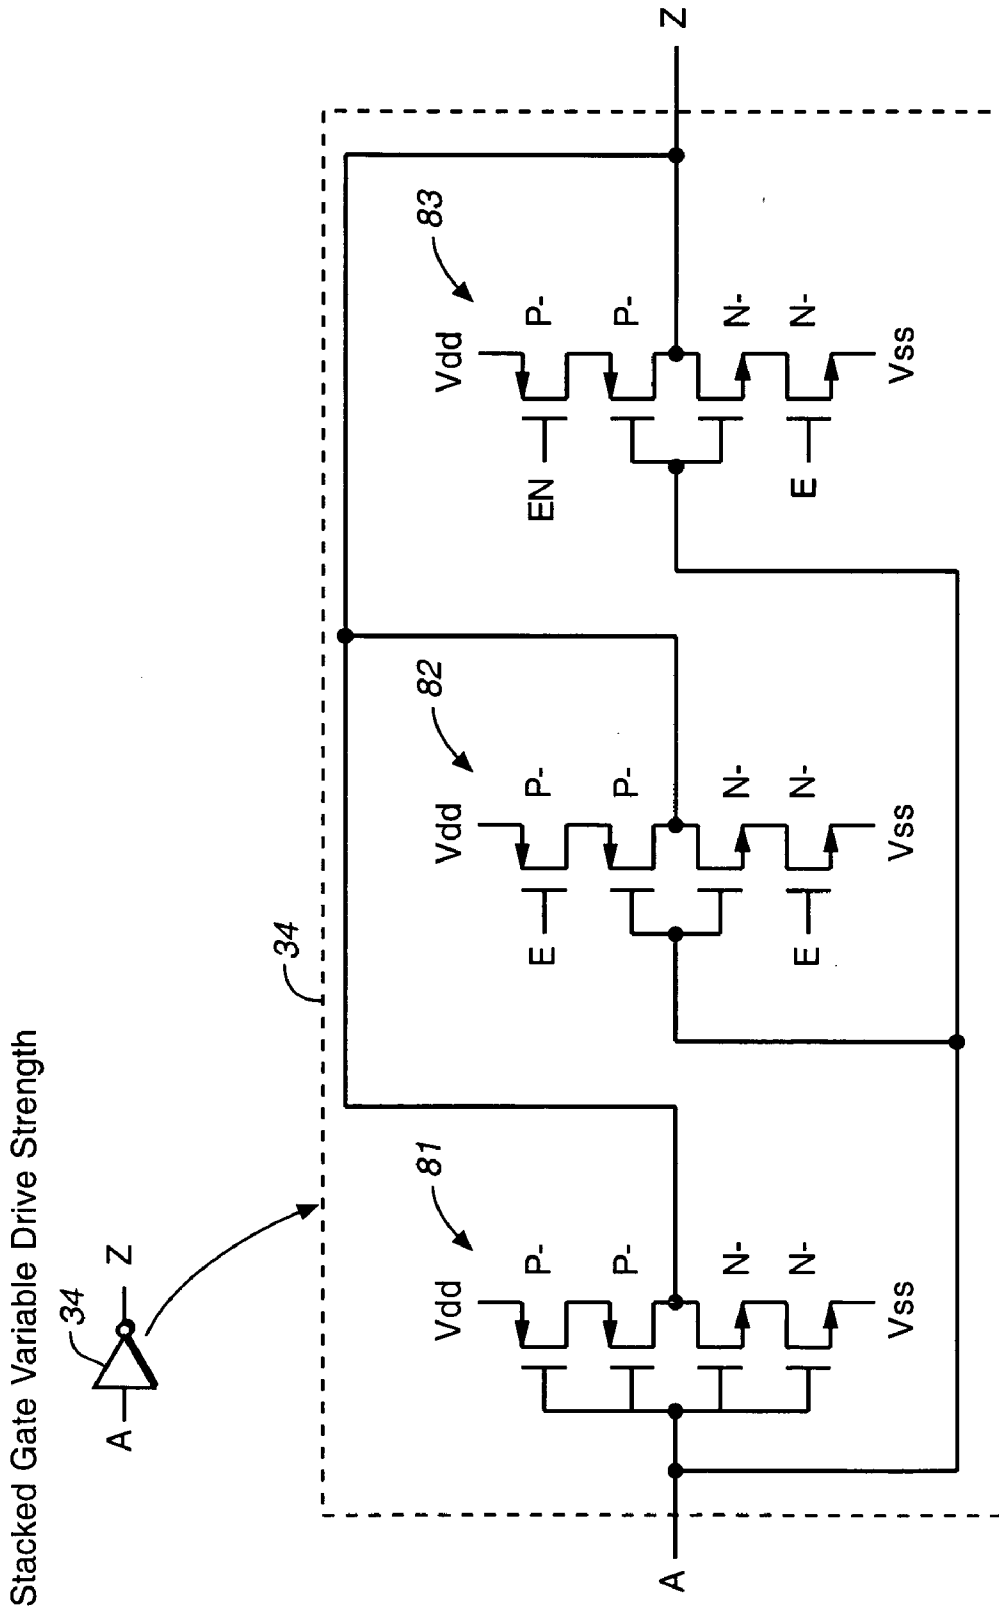 Stacked Gate Variable Drive Strength
34
A
Z
34
81
82
83
Vdd
Vdd
Vdd
P-
P-
P-
E
EN
P-
P-
P-
A
Z
N-
N-
N-
N-
N-
N-
E
E
Vss
Vss
Vss